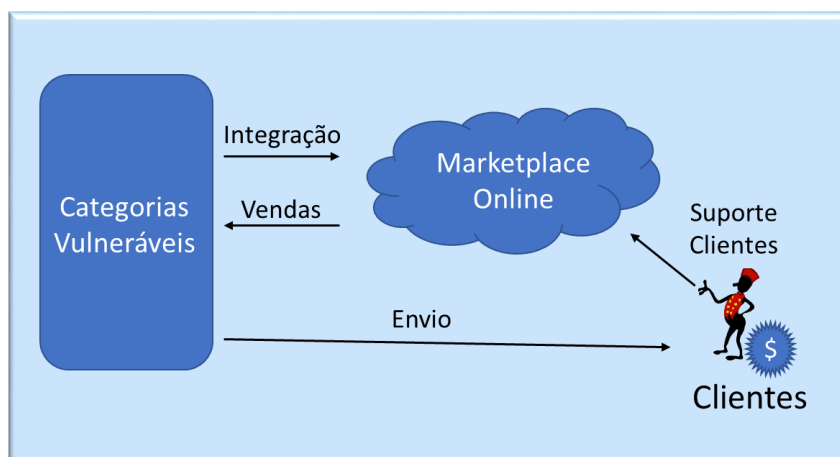 Categorias
Vulneráveis
Integração
Vendas
Marketplace
Online
Suporte
Clientes
Envio
$
Clientes